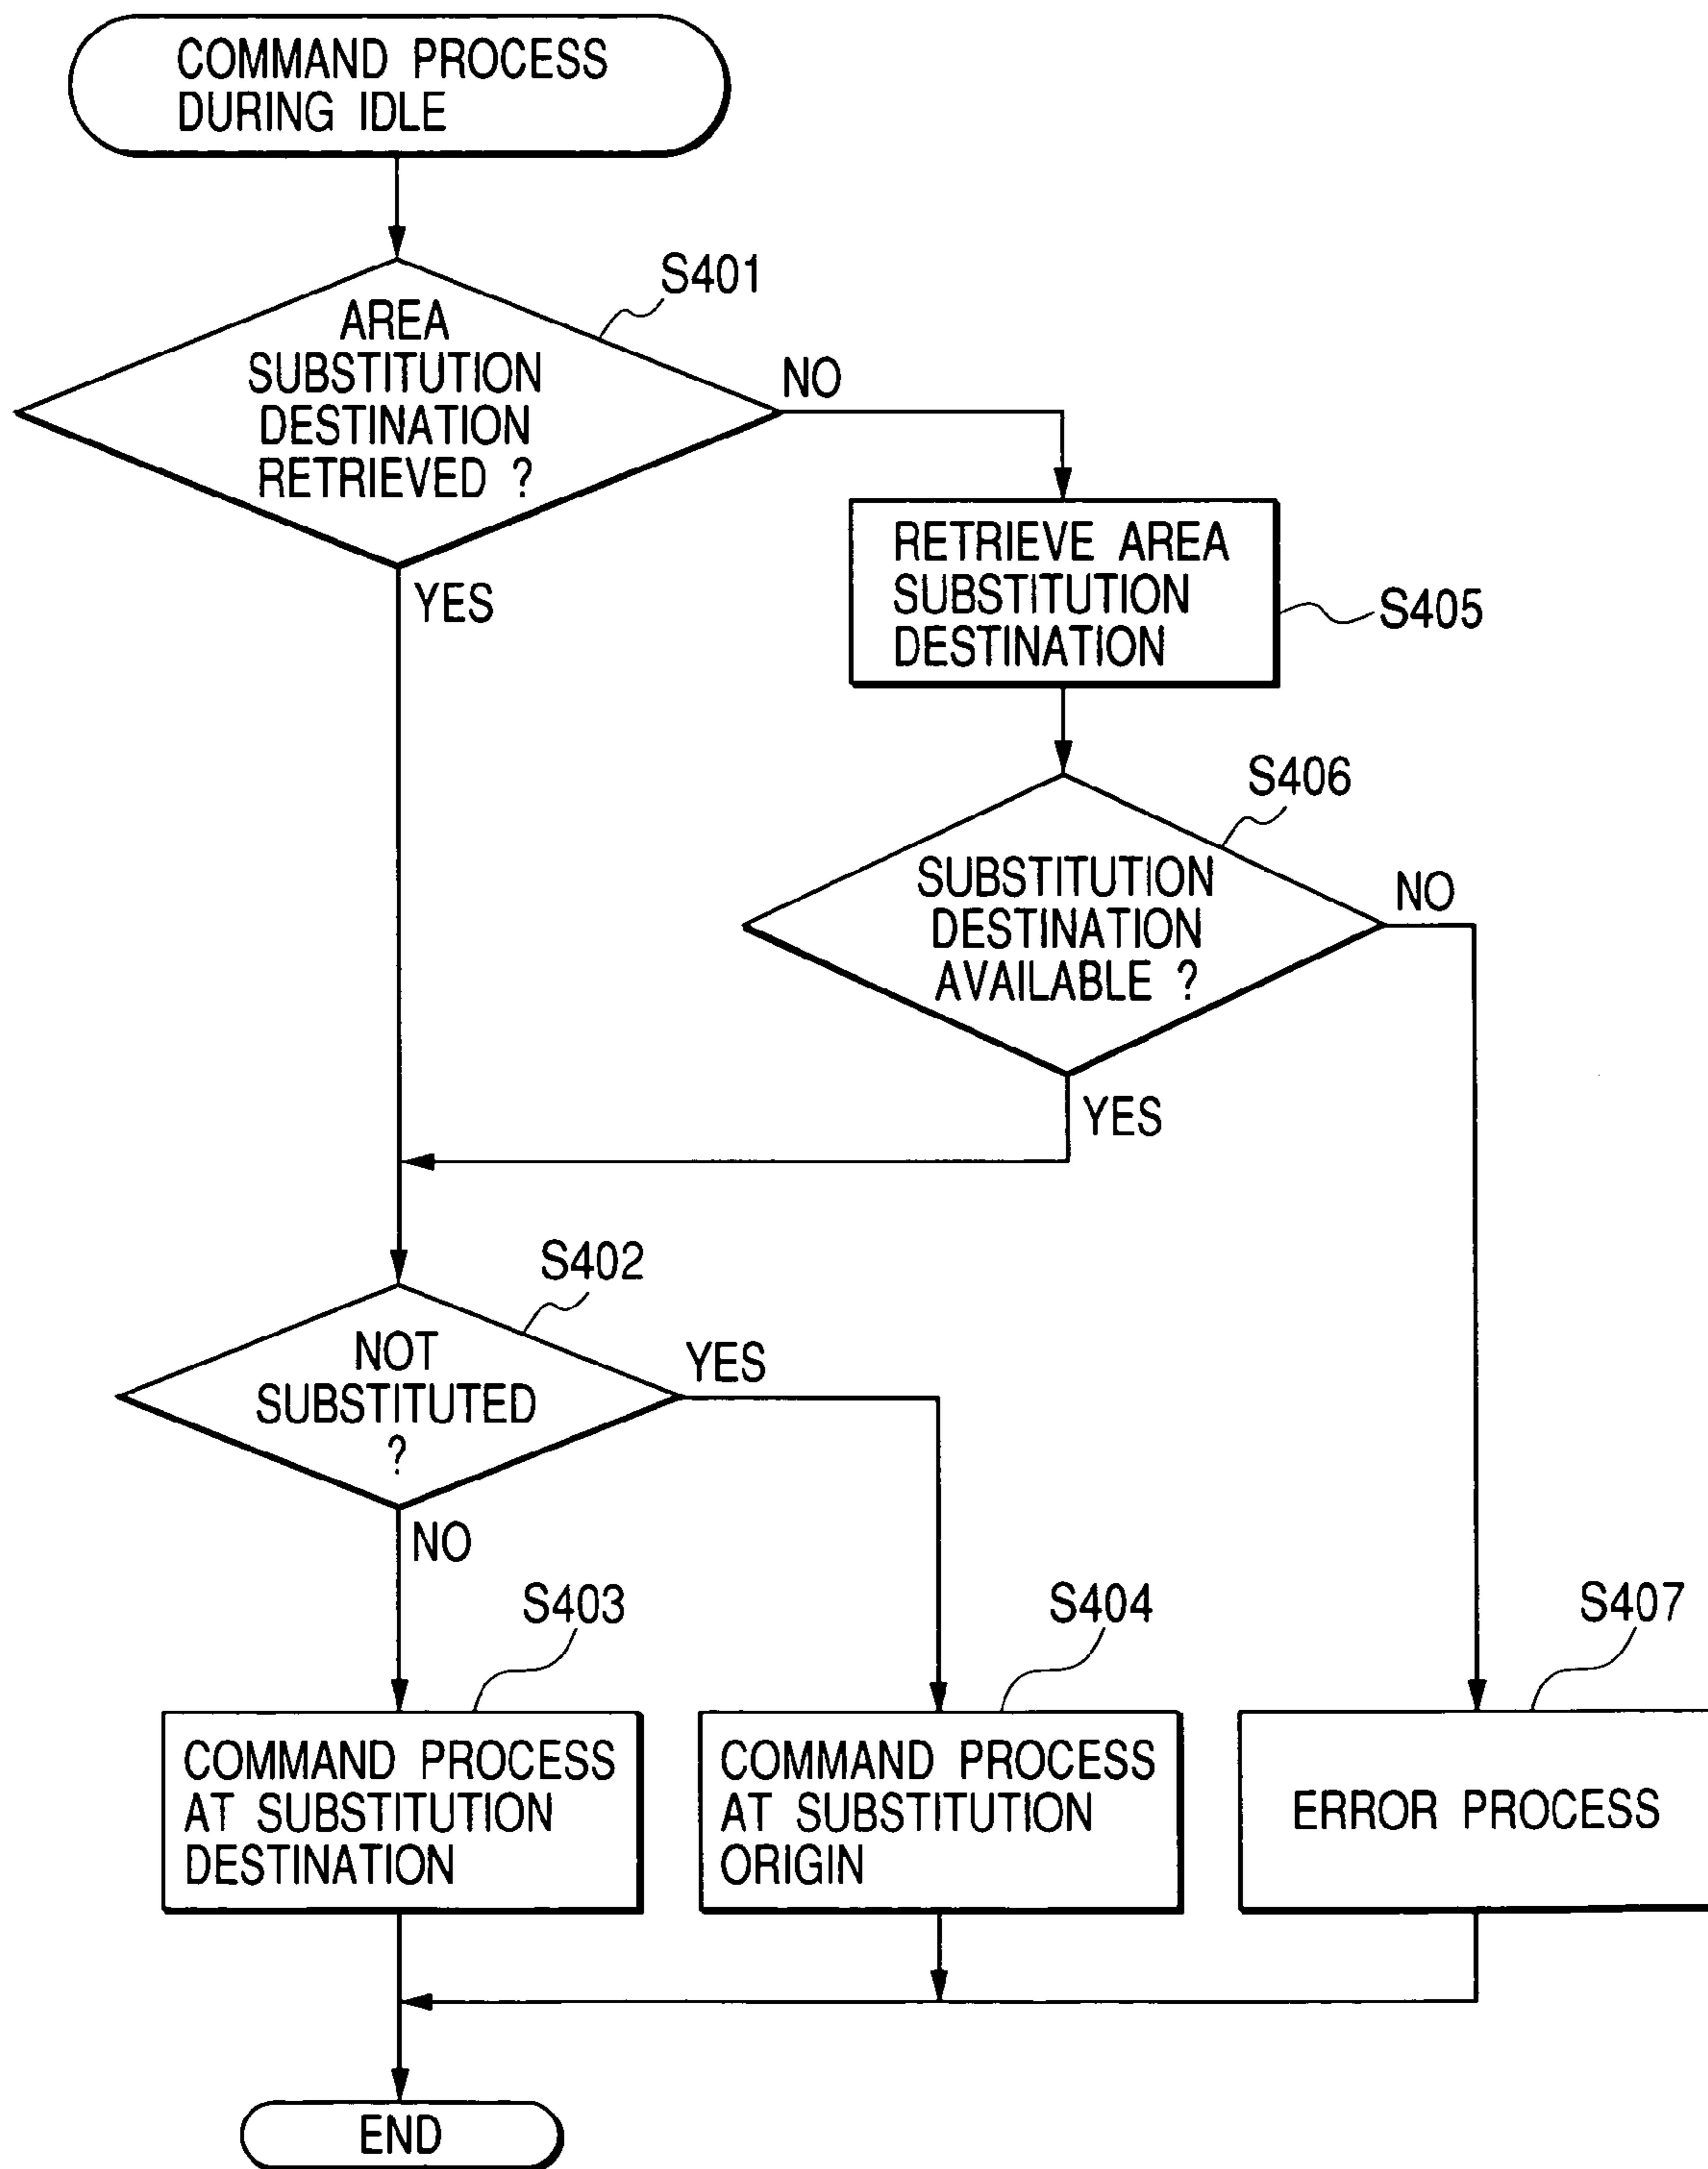 COMMAND PROCESS
DURING IDLE
S401
AREA
SUBSTITUTION
DESTINATION
RETRIEVED ?
NO
YES
RETRIEVE AREA
SUBSTITUTION
DESTINATION
S405
S406
SUBSTITUTION
DESTINATION
AVAILABLE ?
NO
YES
S402
NOT
SUBSTITUTED
?
YES
NO
S403
S404
S407
COMMAND PROCESS
AT SUBSTITUTION
DESTINATION
COMMAND PROCESS
AT SUBSTITUTION
ORIGIN
ERROR PROCESS
END